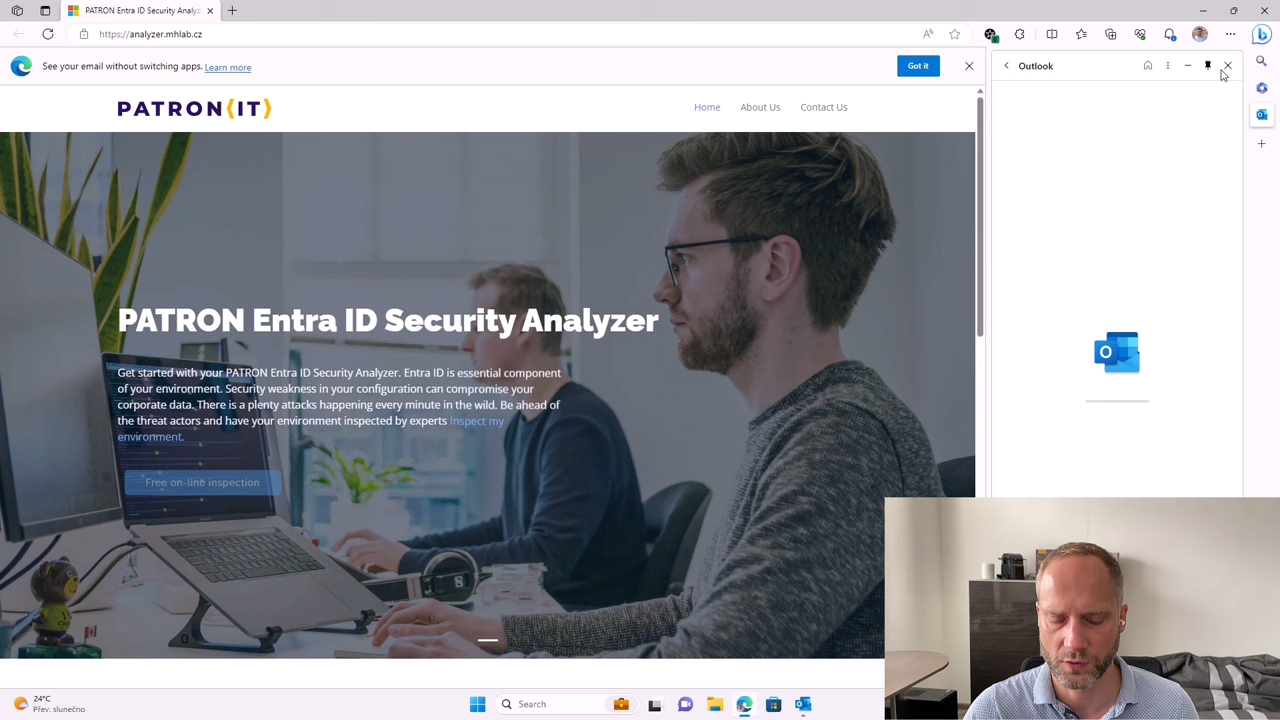 PATRON Entra ID Security Analyz
https://analyzer.mhlab.cz
See your email without switching apps. Learn more
Got it
Outlook
PATRON(IT)
Home
About Us
Contact Us
PATRON Entra ID Security Analyzer
Get started with your PATRON Entra ID Security Analyzer. Entra ID is essential component
of your environment. Security weakness in your configuration can compromise your
corporate data. There is a plenty attacks happening every minute in the wild. Be ahead of
the threat actors and have your environment inspected by experts Inspect my
environment.
Free on-line inspection
24°C
Přev. slunečno
Search